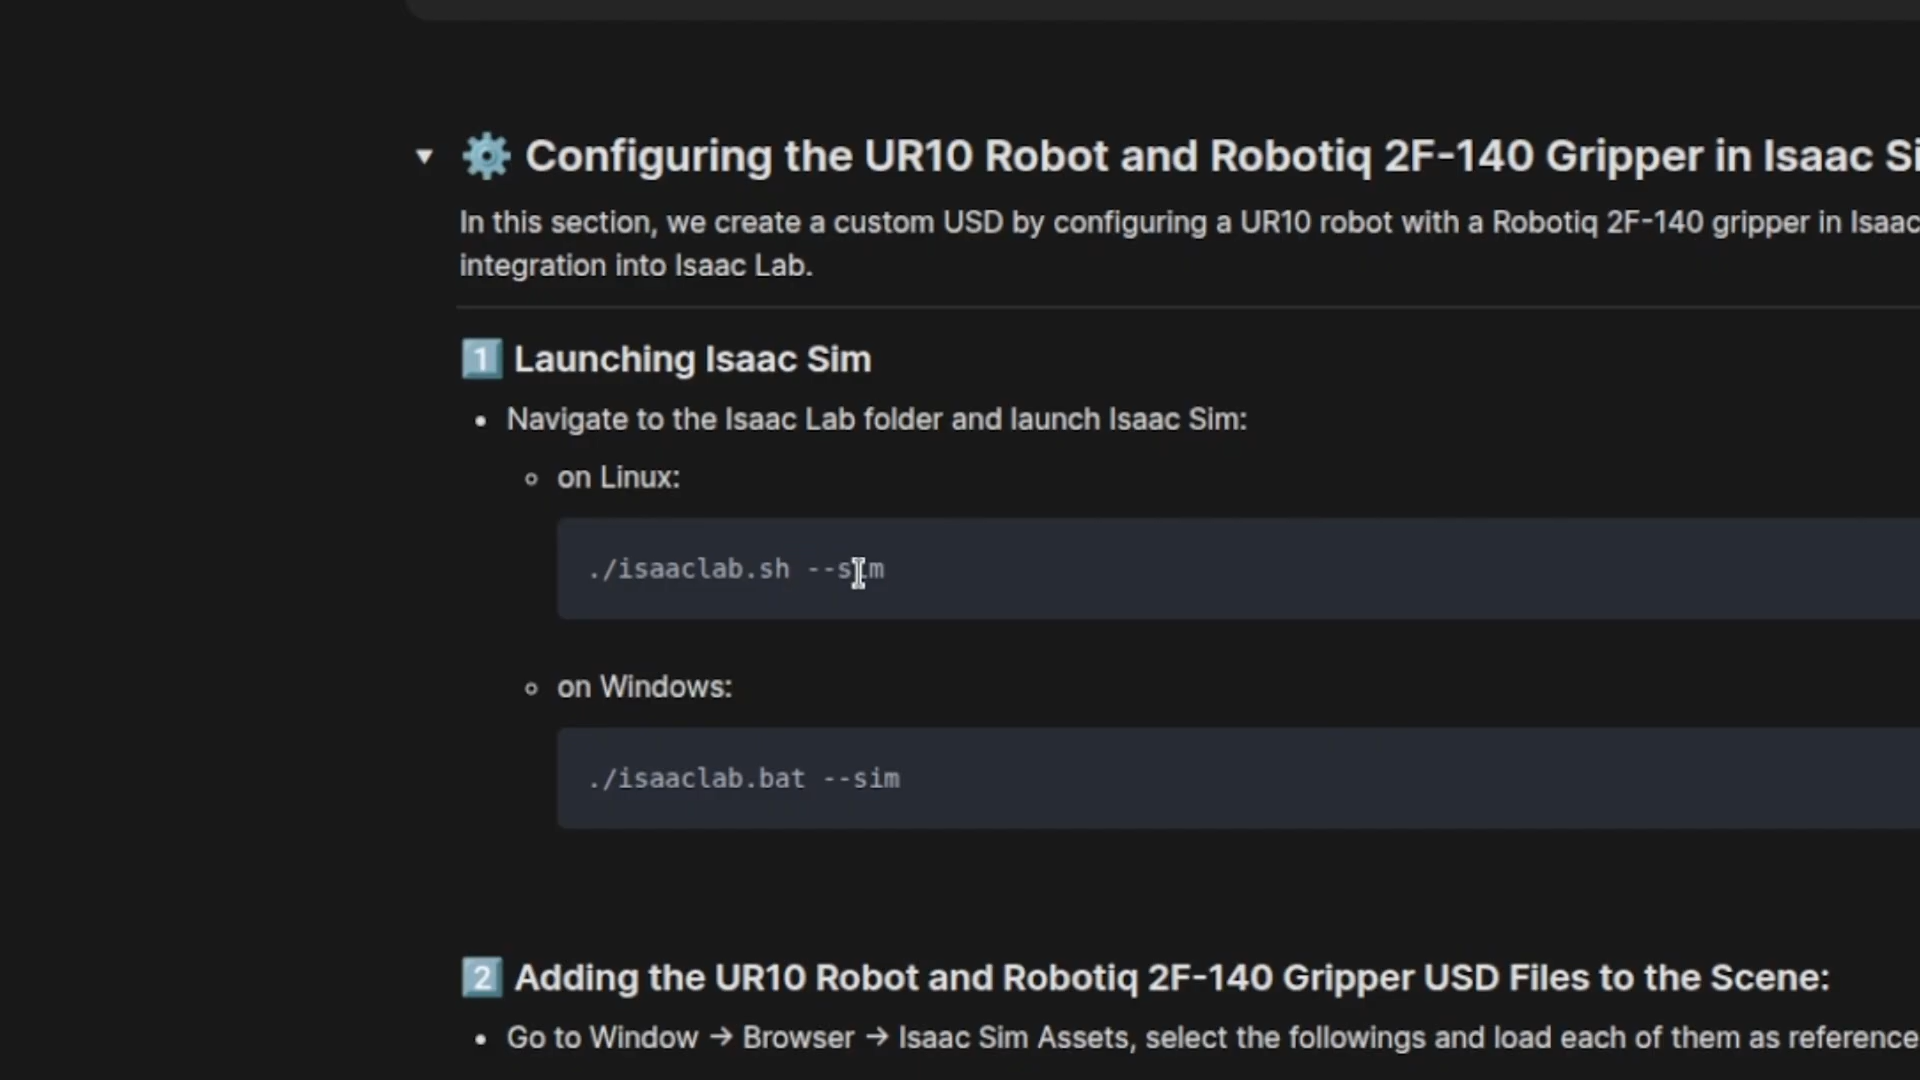 Configuring the UR10 Robot and Robotiq 2F-140 Gripper in Isaac Si
In this section, we create a custom USD by configuring a UR10 robot with a Robotiq 2F-140 gripper in Isaac
integration into Isaac Lab.
1 Launching Isaac Sim
• Navigate to the Isaac Lab folder and launch Isaac Sim:
◦ on Linux:
./isaaclab.sh --sim
◦ on Windows:
./isaaclab.bat --sim
2 Adding the UR10 Robot and Robotiq 2F-140 Gripper USD Files to the Scene:
• Go to Window → Browser → Isaac Sim Assets, select the followings and load each of them as reference